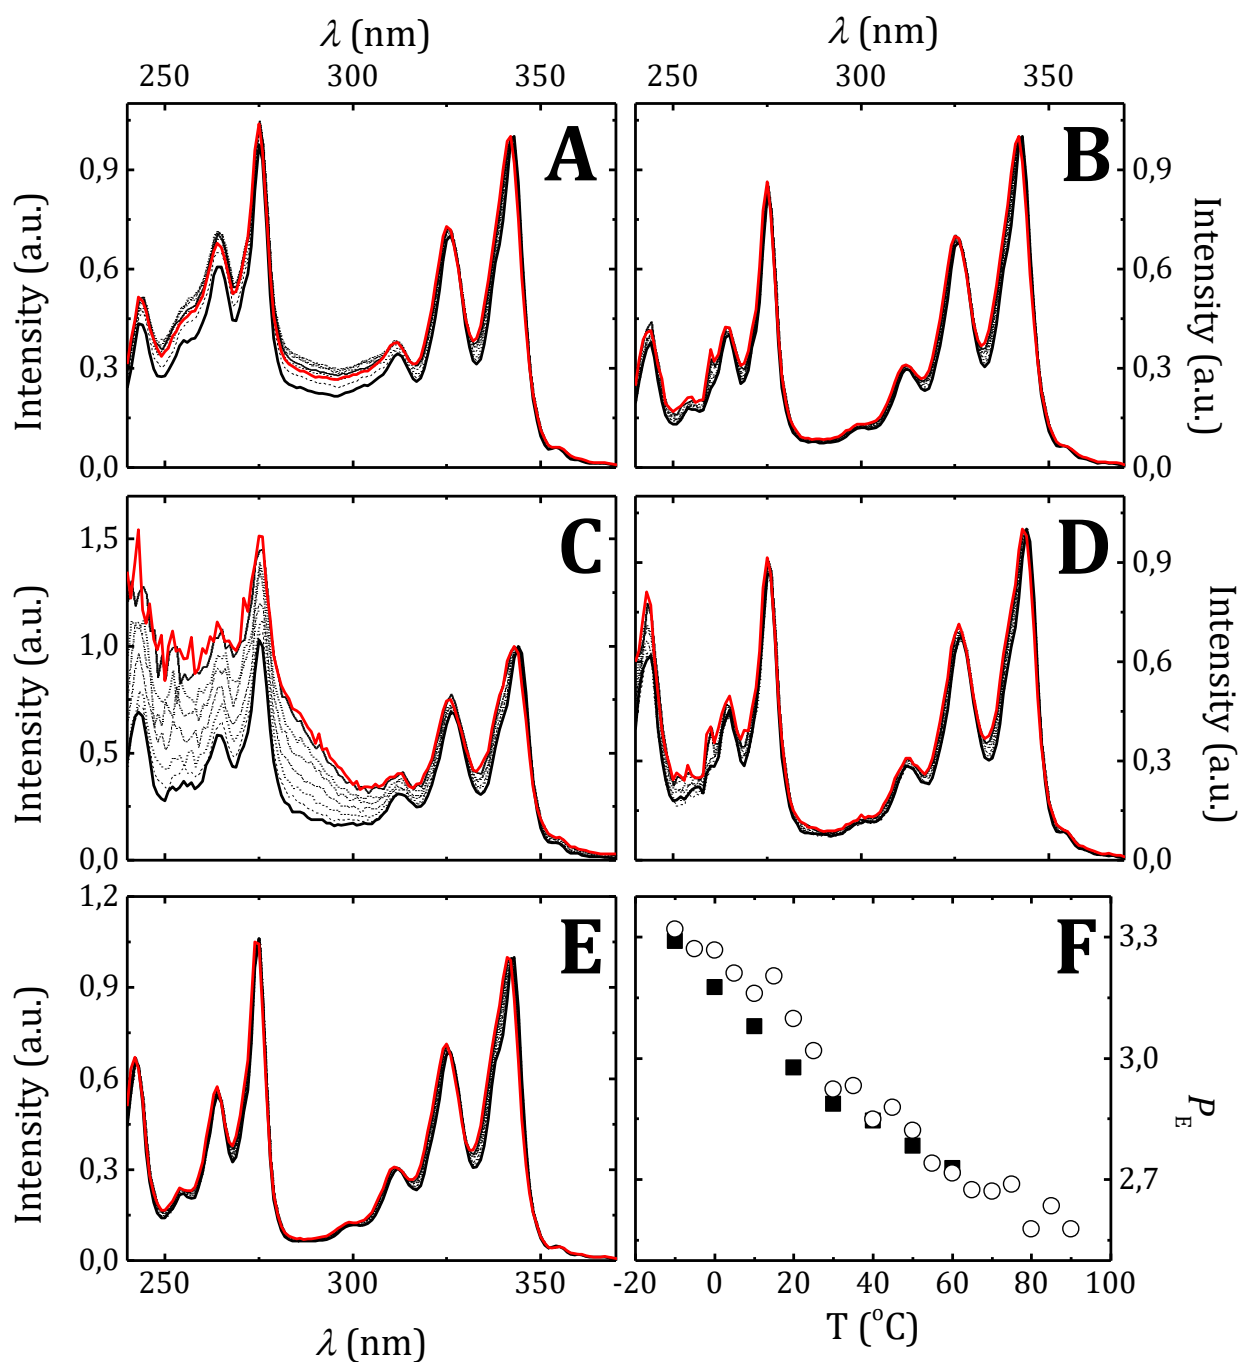 λ (nm) λ (nm)
250 300 350 250 300 350
A B
0,9 0,6 0,3 0,0
Intensity (a.u.)
0,9 0,6 0,3 0,0
Intensity (a.u.)
C D
1,5 1,0 0,5 0,0
Intensity (a.u.)
0,9 0,6 0,3 0,0
Intensity (a.u.)
E F
1,2 0,9 0,6 0,3 0,0
Intensity (a.u.)
3,3 3,0 2,7
PE
250 300 350 -20 0 20 40 60 80 100
λ (nm) T (°C)